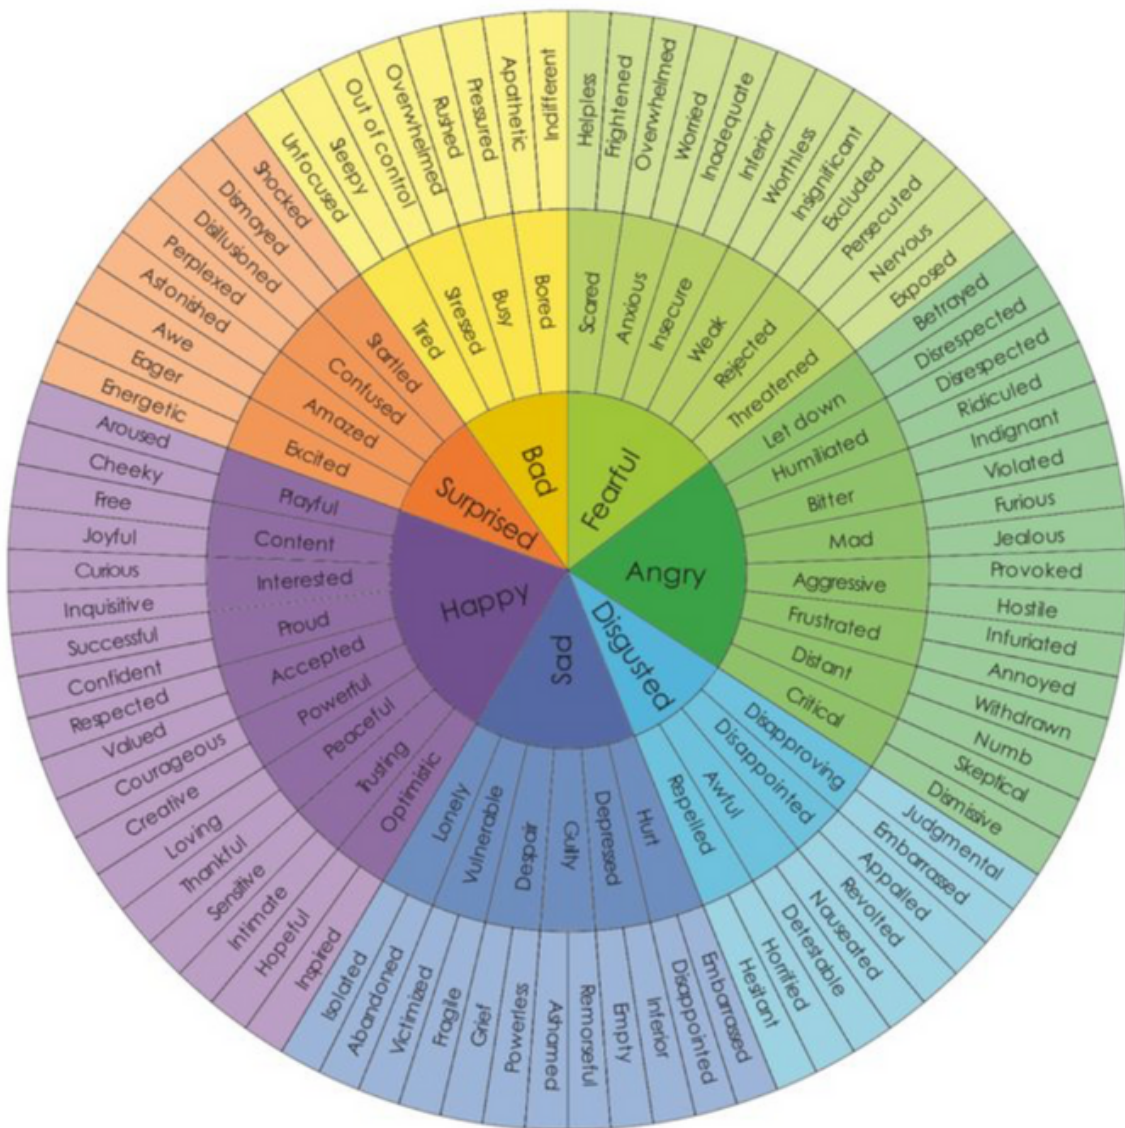 Bad
Fearful
Angry
Disgusted
Sad
Happy
Surprised
Tired
Stressed
Busy
Bored
Scared
Anxious
Insecure
Weak
Rejected
Threatened
Let down
Humiliated
Bitter
Mad
Aggressive
Frustrated
Distant
Critical
Disapproving
Disappointed
Awful
Repelled
Hurt
Depressed
Guilty
Despair
Vulnerable
Lonely
Optimistic
Trusting
Peaceful
Powerful
Accepted
Proud
Interested
Content
Playful
Excited
Amazed
Confused
Startled
Unfocused
Sleepy
Out of control
Overwhelmed
Rushed
Pressured
Apathetic
Indifferent
Helpless
Frightened
Overwhelmed
Worried
Inadequate
Inferior
Worthless
Insignificant
Excluded
Persecuted
Nervous
Exposed
Betrayed
Disrespected
Disrespected
Ridiculed
Indignant
Violated
Furious
Jealous
Provoked
Hostile
Infuriated
Annoyed
Withdrawn
Numb
Skeptical
Dismissive
Judgmental
Embarrassed
Appalled
Revolted
Nauseated
Detestable
Horrified
Hesitant
Embarrassed
Disappointed
Inferior
Empty
Remorseful
Ashamed
Powerless
Grief
Fragile
Victimized
Abandoned
Isolated
Inspired
Hopeful
Intimate
Sensitive
Thankful
Loving
Creative
Courageous
Valued
Respected
Confident
Successful
Inquisitive
Curious
Joyful
Free
Cheeky
Aroused
Energetic
Eager
Awe
Astonished
Perplexed
Disillusioned
Dismayed
Shocked